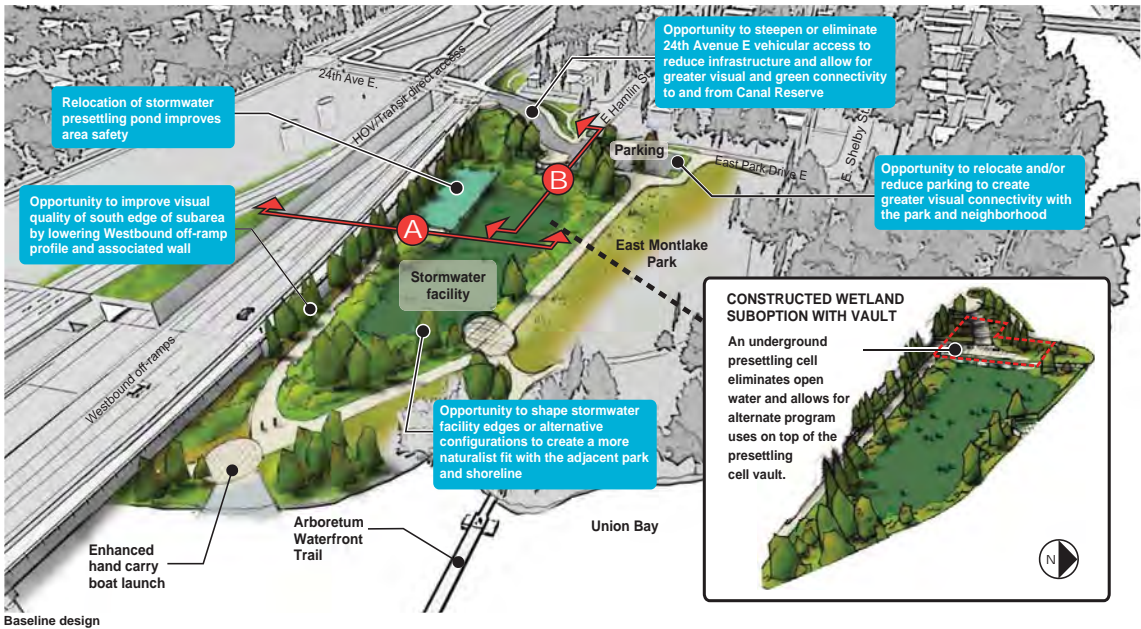 Opportunity to steepen or eliminate
24th Avenue E vehicular access to
reduce infrastructure and allow for
greater visual and green connectivity
to and from Canal Reserve
24th Ave E.
HOV/Transit direct access
E Hamlin St.
Relocation of stormwater
presettling pond improves
area safety
Parking
East Park Drive E
E. Shelby St.
Opportunity to relocate and/or
reduce parking to create
greater visual connectivity with
the park and neighborhood
Opportunity to improve visual
quality of south edge of subarea
by lowering Westbound off-ramp
profile and associated wall
B
A
East Montlake
Park
Stormwater
facility
Westbound off-ramps
Opportunity to shape stormwater
facility edges or alternative
configurations to create a more
naturalist fit with the adjacent park
and shoreline
CONSTRUCTED WETLAND
SUBOPTION WITH VAULT
An underground
presettling cell
eliminates open
water and allows for
alternate program
uses on top of the
presettling
cell vault.
N
Enhanced
hand carry
boat launch
Arboretum
Waterfront
Trail
Union Bay
Baseline design